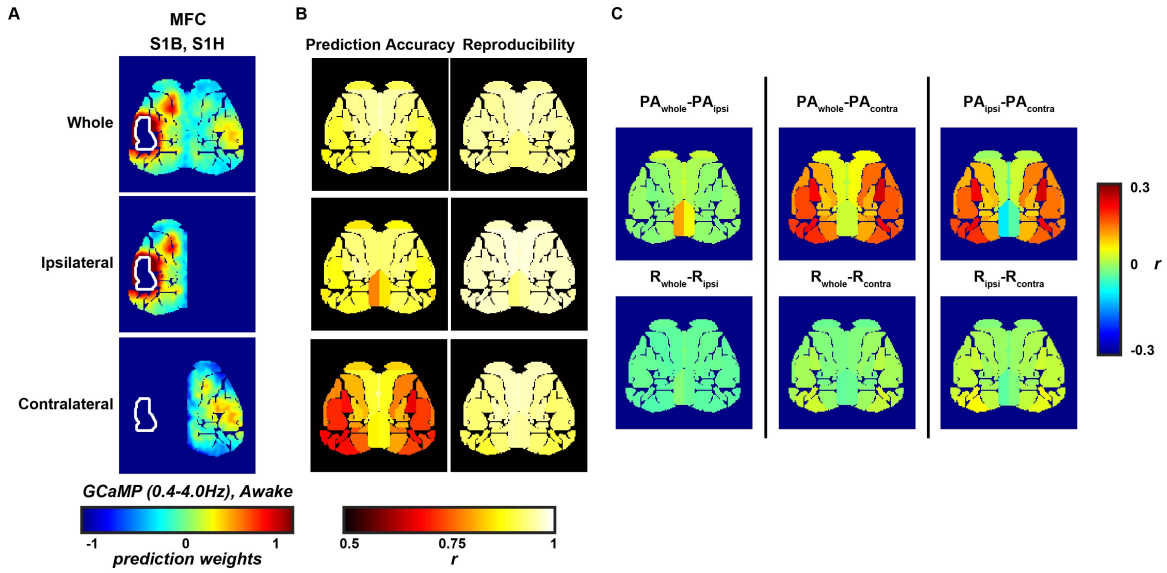 A
MFC
S1B, S1H
Whole
Ipsilateral
Contralateral
GCaMP (0.4-4.0Hz), Awake
-1 0 1
prediction weights
B
Prediction Accuracy Reproducibility
0.5 0.75 1
r
C
PAwhole-PAipsi PAwhole-PAcontra PAipsi-PAcontra
Rwhole-Ripsi Rwhole-Rcontra Ripsi-Rcontra
0.3
0 r
-0.3